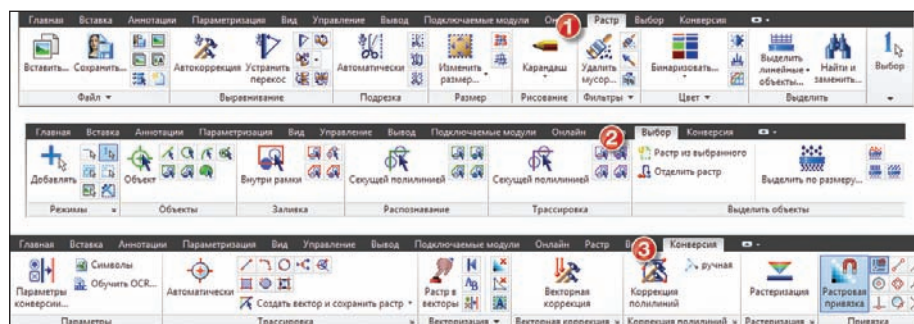 Главная Вставка Аннотации Параметризация Вид Управление Вывод Подключаемые модули 1 Растр Выбор Конверсия
Вставить... Сохранить... Автокоррекция Устранить перекос Автоматически Изменить размер... Карандаш Удалить мусор... Бинаризовать... Выделить линейные объекты... Найти и заменить... Выбор
Файл Выравнивание Подрезка Размер Рисование Фильтры Цвет Выделить
Главная Вставка Аннотации Параметризация Вид Управление Вывод Подключаемые модули Онлайн 2 Выбор Конверсия
Добавлять Объект Внутри рамки Секущей полилинией Секущей полилинией Растр из выбранного Выделить по размеру...
Отделить растр
Режимы Объекты Заливка Распознавание Трассировка Выделить объекты
Главная Вставка Аннотации Параметризация Вид Управление Вывод Подключаемые модули Онлайн Растр 3 Конверсия
Параметры конверсии... Символы Автоматически Растр в векторы Векторная коррекция Коррекция полилиний ручная Растеризация Растровая привязка
Обучить OCR...
Создать вектор и сохранить растр
Параметры Трассировка Векторизация Векторная коррекция Коррекция полилиний Растеризация Привязка